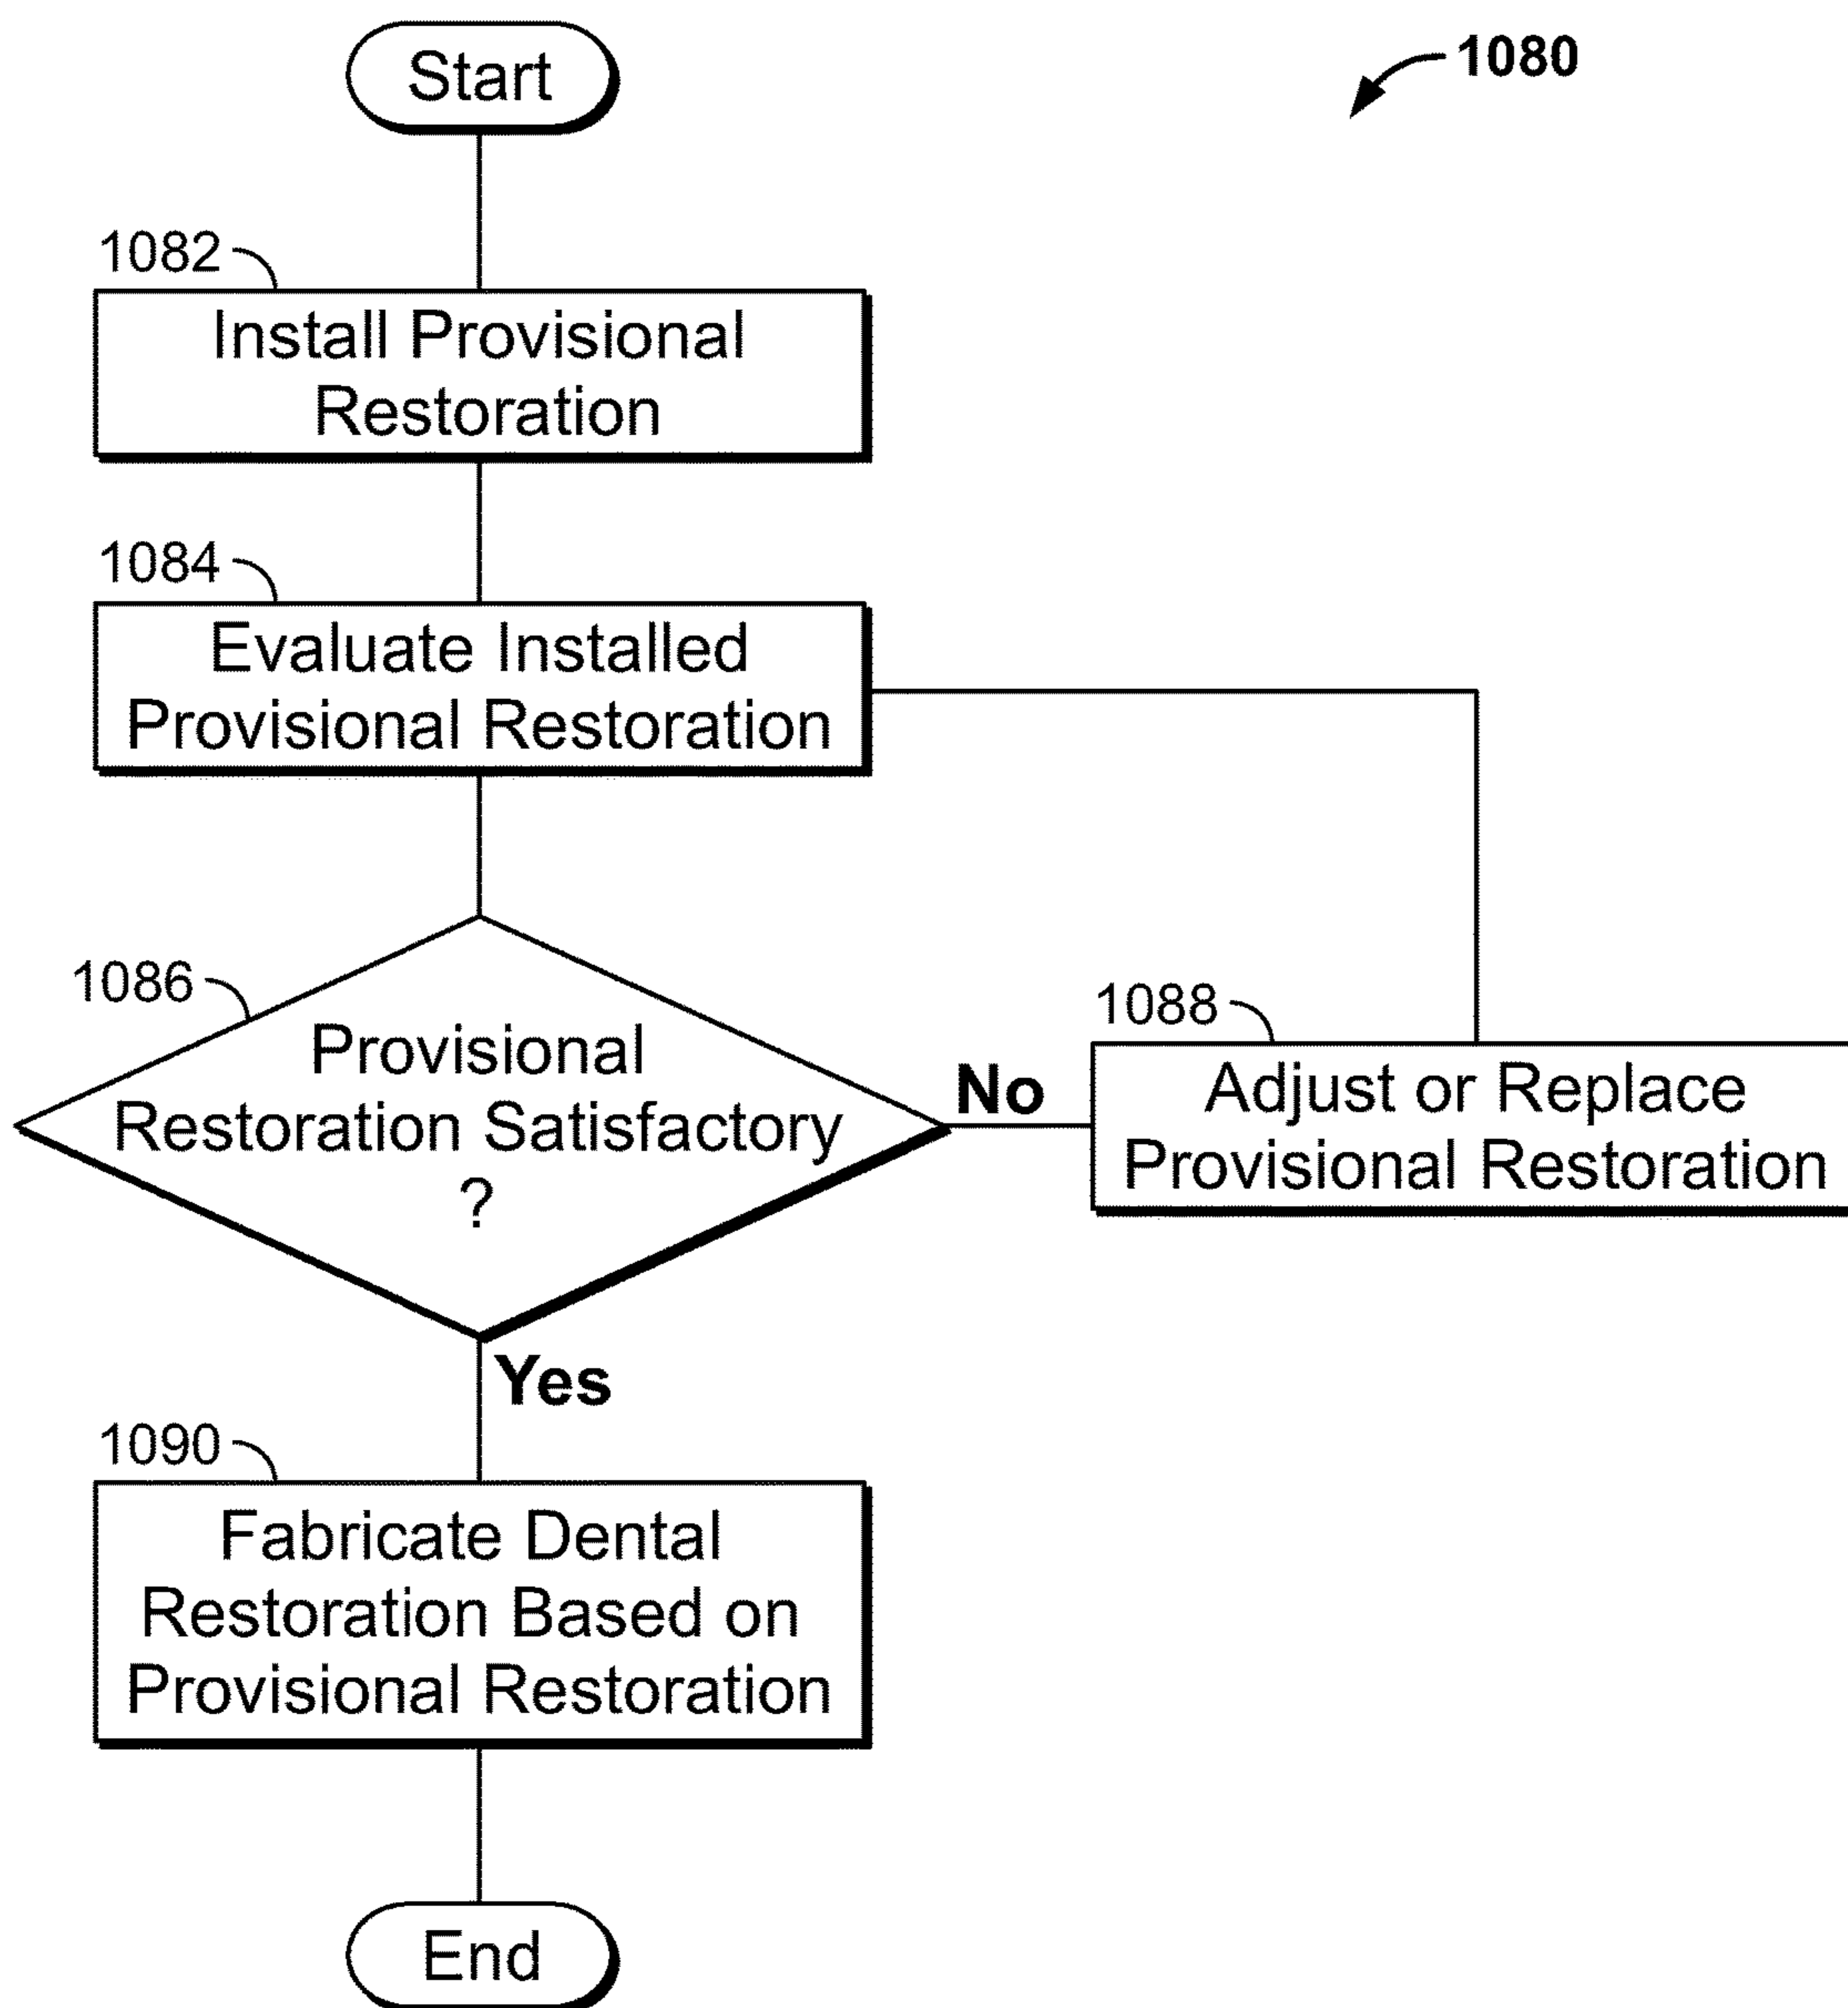 Start
1080
1082
Install Provisional
Restoration
1084
Evaluate Installed
Provisional Restoration
1086
Provisional
Restoration Satisfactory
?
No
1088
Adjust or Replace
Provisional Restoration
Yes
1090
Fabricate Dental
Restoration Based on
Provisional Restoration
End